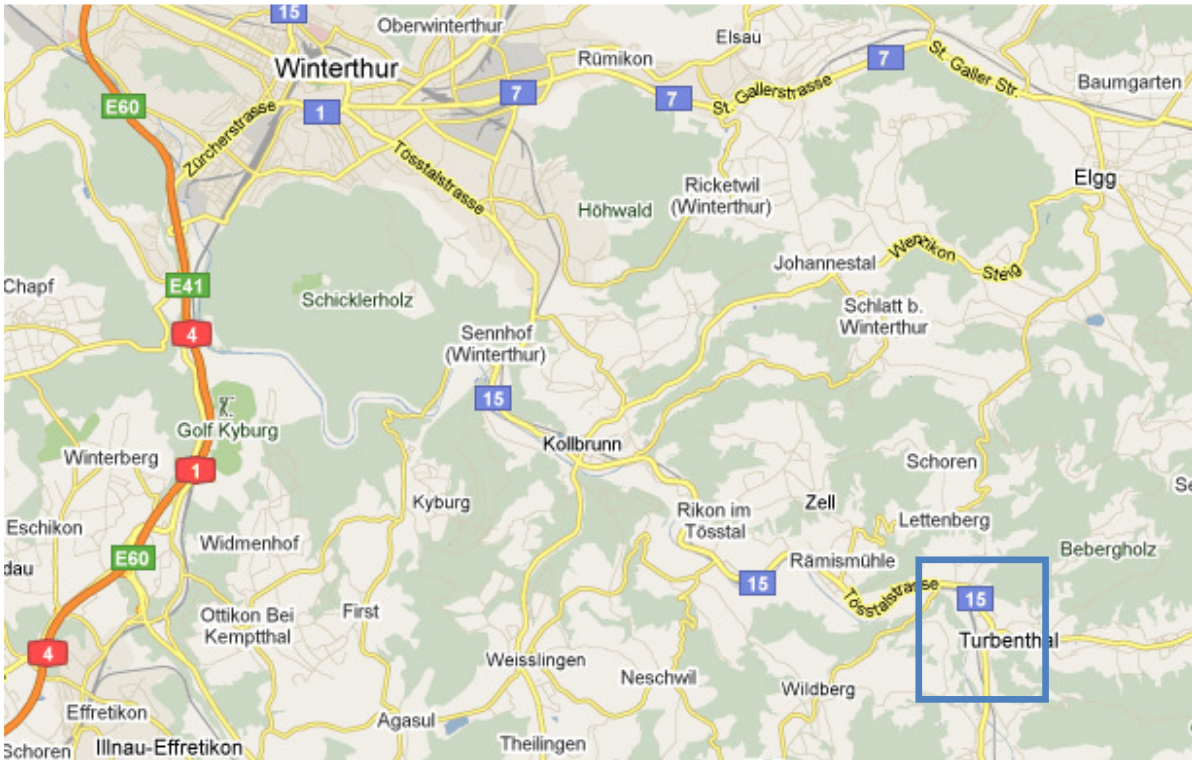 15
Oberwinterthur
Elsau
Winterthur
Rümikon
7
St. Galler Str.
Baumgarten
E60
1
7
7
St. Gallerstrasse
Zürcherstrasse
Tösstalstrasse
Elgg
Ricketwil
(Winterthur)
Höhwald
Wenzikon
Steig
Johannestal
Chapf
E41
Schicklerholz
Schlatt b.
Winterthur
4
Sennhof
(Winterthur)
15
Golf Kyburg
Kollbrunn
Winterberg
1
Schoren
Se
Kyburg
Zell
Rikon im
Tösstal
Lettenberg
Eschikon
Widmenhof
Bebergholz
dau
E60
Rämismühle
15
Tösstalstrasse
15
Ottikon Bei
Kemptthal
First
Turbenthal
4
Weisslingen
Neschwil
Wildberg
Effretikon
Agasul
Schoren
Illnau-Effretikon
Theilingen